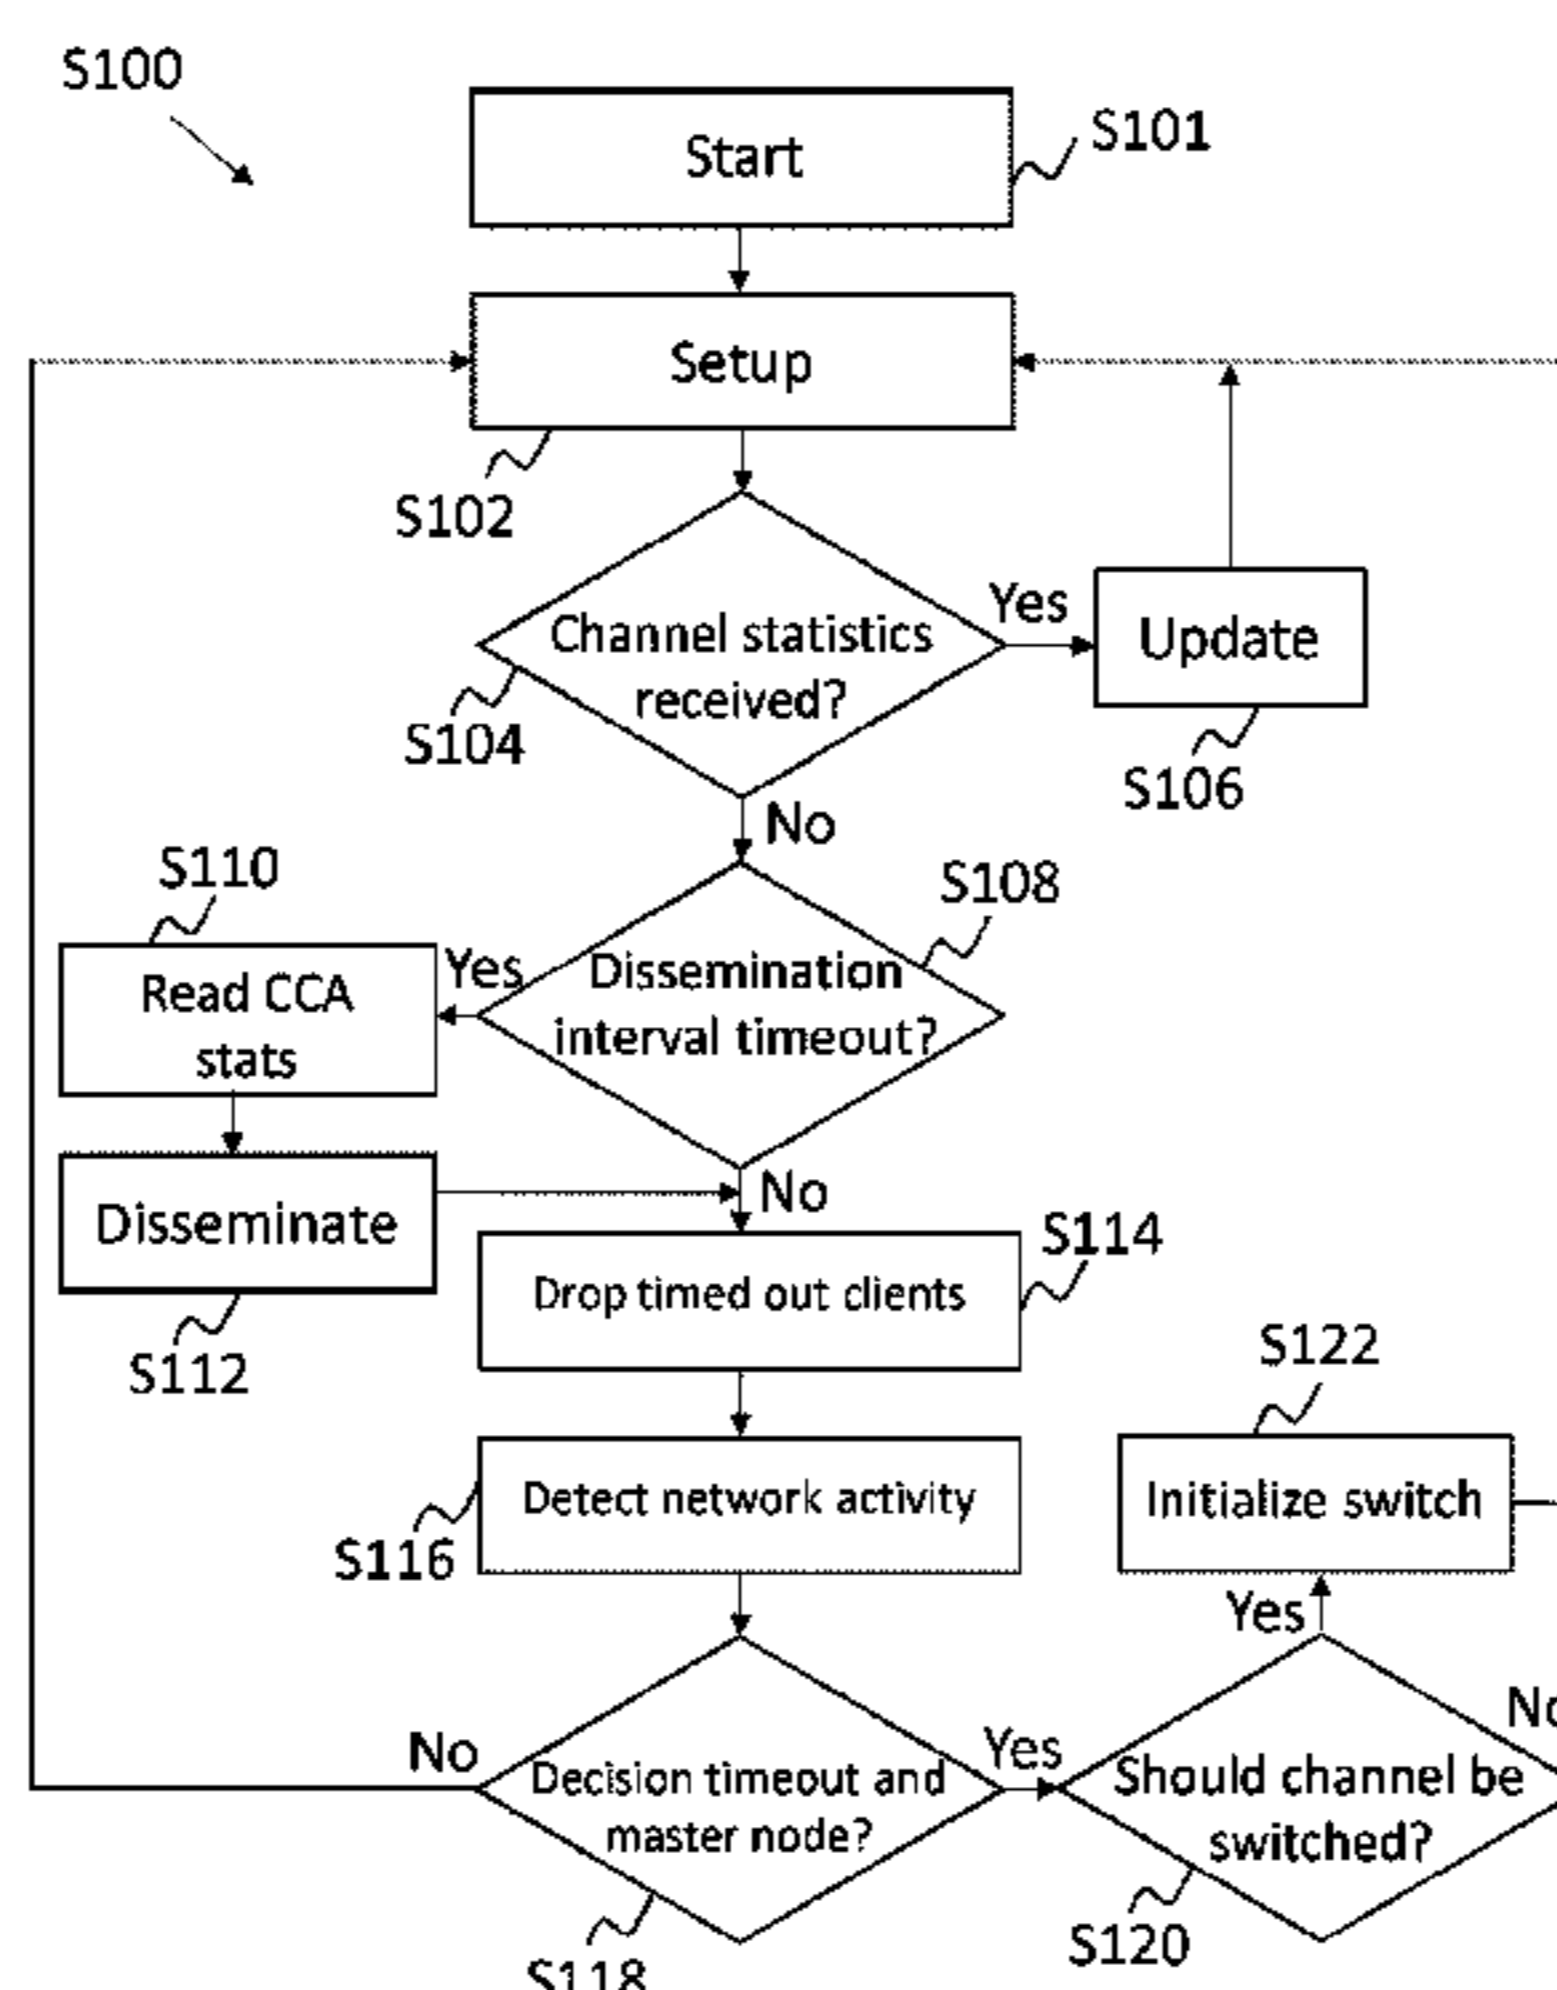 S100
Start
S101
Setup
S102
Channel statistics
received?
S104
Yes
Update
S106
No
S108
Dissemination
interval timeout?
Yes
S110
Read CCA
stats
Disseminate
S112
No
Drop timed out clients
S114
Detect network activity
S116
Decision timeout and
master node?
S118
No
Yes
Should channel be
switched?
S120
Yes
Initialize switch
S122
No